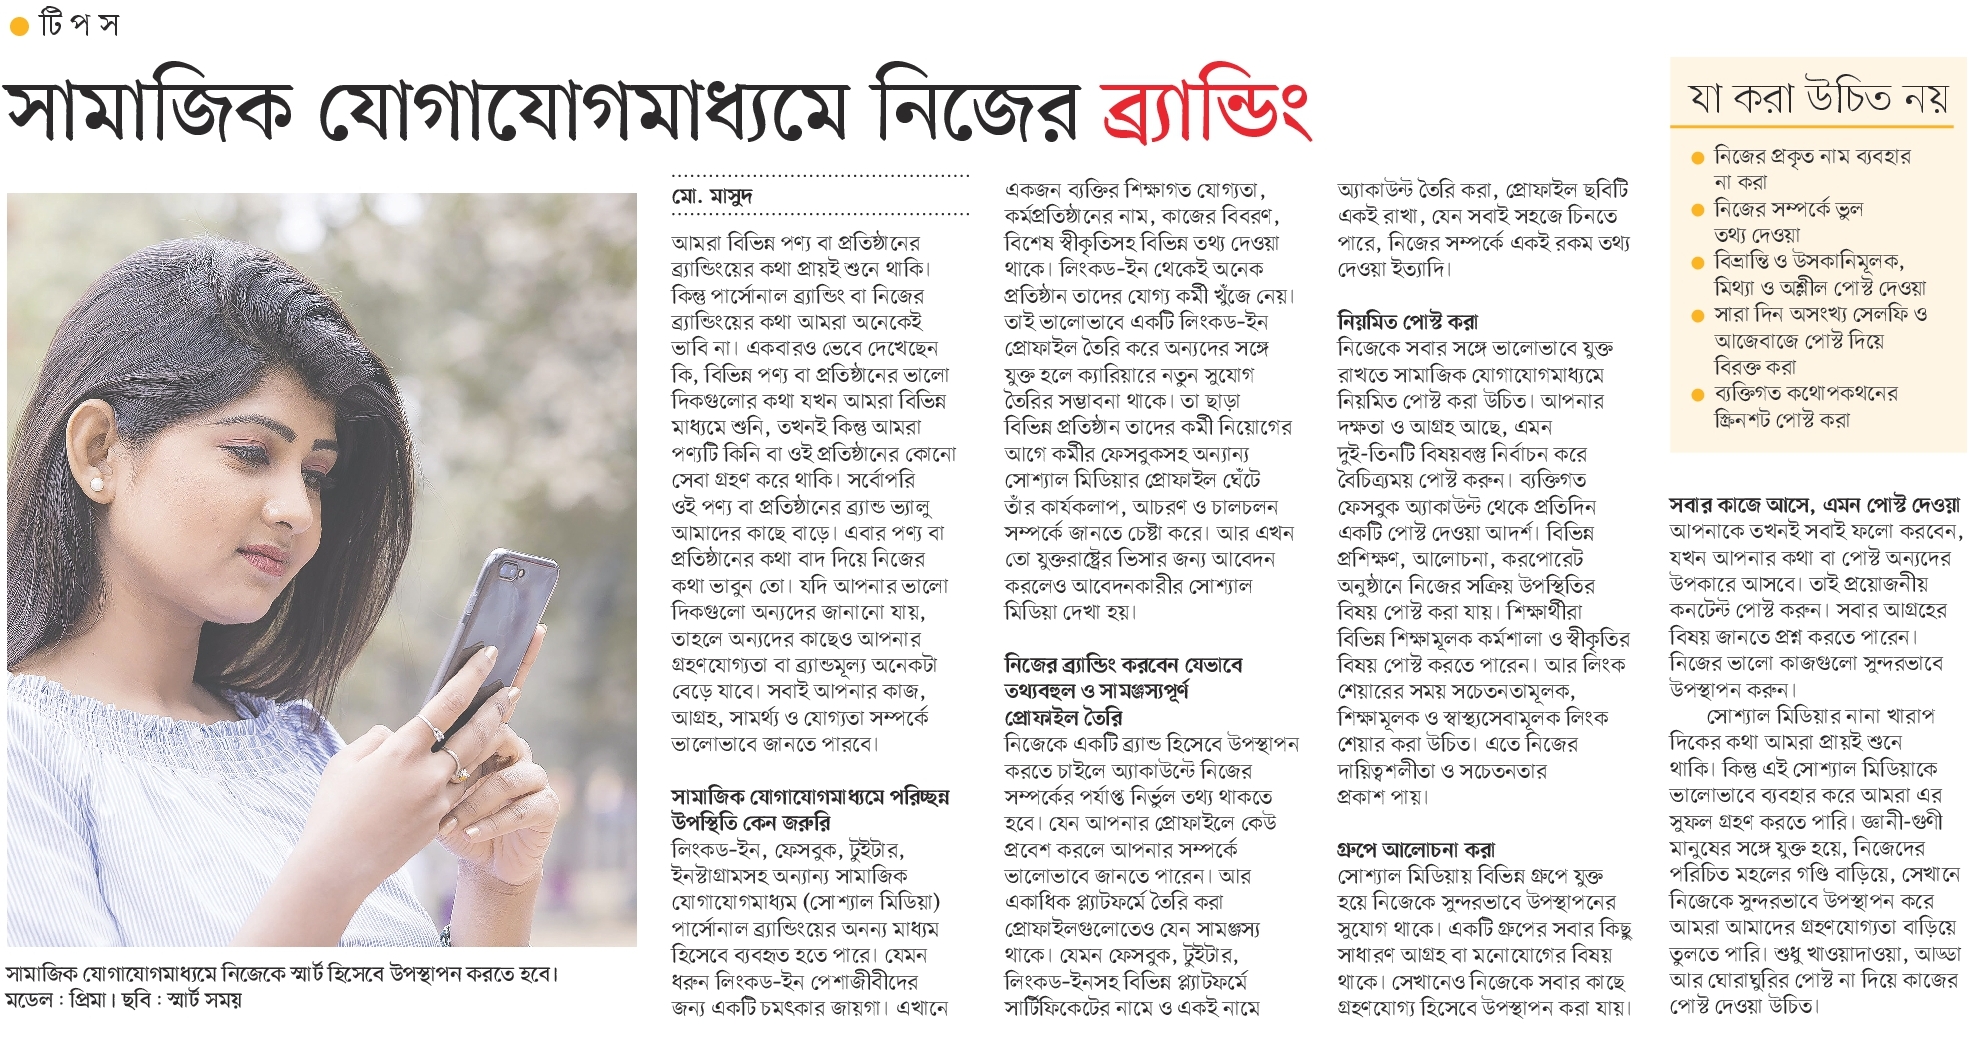 টিপস
সামাজিক যোগাযোগমাধ্যমে নিজের ব্র্যান্ডিং
মো. মাসুদ
আমরা বিভিন্ন পণ্য বা প্রতিষ্ঠানের
ব্র্যান্ডিংয়ের কথা প্রায়ই শুনে থাকি।
কিন্তু পার্সোনাল ব্র্যান্ডিং বা নিজের
ব্র্যান্ডিংয়ের কথা আমরা অনেকেই
ভাবি না। একবারও ভেবে দেখেছেন
কি, বিভিন্ন পণ্য বা প্রতিষ্ঠানের ভালো
দিকগুলোর কথা যখন আমরা বিভিন্ন
মাধ্যমে শুনি, তখনই কিন্তু আমরা
পণ্যটি কিনি বা ওই প্রতিষ্ঠানের কোনো
সেবা গ্রহণ করে থাকি। সর্বোপরি
ওই পণ্য বা প্রতিষ্ঠানের ব্র্যান্ড ভ্যালু
আমাদের কাছে বাড়ে। এবার পণ্য বা
প্রতিষ্ঠানের কথা বাদ দিয়ে নিজের
কথা ভাবুন তো। যদি আপনার ভালো
দিকগুলো অন্যদের জানানো যায়,
তাহলে অন্যদের কাছেও আপনার
গ্রহণযোগ্যতা বা ব্র্যান্ডমূল্য অনেকটা
বেড়ে যাবে। সবাই আপনার কাজ,
আগ্রহ, সামর্থ্য ও যোগ্যতা সম্পর্কে
ভালোভাবে জানতে পারবে।
সামাজিক যোগাযোগমাধ্যমে পরিচ্ছন্ন
উপস্থিতি কেন জরুরি
লিংকড-ইন, ফেসবুক, টুইটার,
ইনস্টাগ্রামসহ অন্যান্য সামাজিক
যোগাযোগমাধ্যম (সোশ্যাল মিডিয়া)
পার্সোনাল ব্র্যান্ডিংয়ের অনন্য মাধ্যম
হিসেবে ব্যবহৃত হতে পারে। যেমন
ধরুন লিংকড-ইন পেশাজীবীদের
জন্য একটি চমৎকার জায়গা। এখানে
একজন ব্যক্তির শিক্ষাগত যোগ্যতা,
কর্মপ্রতিষ্ঠানের নাম, কাজের বিবরণ,
বিশেষ স্বীকৃতিসহ বিভিন্ন তথ্য দেওয়া
থাকে। লিংকড-ইন থেকেই অনেক
প্রতিষ্ঠান তাদের যোগ্য কর্মী খুঁজে নেয়।
তাই ভালোভাবে একটি লিংকড-ইন
প্রোফাইল তৈরি করে অন্যদের সঙ্গে
যুক্ত হলে ক্যারিয়ারে নতুন সুযোগ
তৈরির সম্ভাবনা থাকে। তা ছাড়া
বিভিন্ন প্রতিষ্ঠান তাদের কর্মী নিয়োগের
আগে কর্মীর ফেসবুকসহ অন্যান্য
সোশ্যাল মিডিয়ার প্রোফাইল ঘেঁটে
তাঁর কার্যকলাপ, আচরণ ও চালচলন
সম্পর্কে জানতে চেষ্টা করে। আর এখন
তো যুক্তরাষ্ট্রের ভিসার জন্য আবেদন
করলেও আবেদনকারীর সোশ্যাল
মিডিয়া দেখা হয়।
নিজের ব্র্যান্ডিং করবেন যেভাবে
তথ্যবহুল ও সামঞ্জস্যপূর্ণ
প্রোফাইল তৈরি
নিজেকে একটি ব্র্যান্ড হিসেবে উপস্থাপন
করতে চাইলে অ্যাকাউন্টে নিজের
সম্পর্কের পর্যাপ্ত নির্ভুল তথ্য থাকতে
হবে। যেন আপনার প্রোফাইলে কেউ
প্রবেশ করলে আপনার সম্পর্কে
ভালোভাবে জানতে পারেন। আর
একাধিক প্ল্যাটফর্মে তৈরি করা
প্রোফাইলগুলোতেও যেন সামঞ্জস্য
থাকে। যেমন ফেসবুক, টুইটার,
লিংকড-ইনসহ বিভিন্ন প্ল্যাটফর্মে
সার্টিফিকেটের নামে ও একই নামে
অ্যাকাউন্ট তৈরি করা, প্রোফাইল ছবিটি
একই রাখা, যেন সবাই সহজে চিনতে
পারে, নিজের সম্পর্কে একই রকম তথ্য
দেওয়া ইত্যাদি।
নিয়মিত পোস্ট করা
নিজেকে সবার সঙ্গে ভালোভাবে যুক্ত
রাখতে সামাজিক যোগাযোগমাধ্যমে
নিয়মিত পোস্ট করা উচিত। আপনার
দক্ষতা ও আগ্রহ আছে, এমন
দুই-তিনটি বিষয়বস্তু নির্বাচন করে
বৈচিত্র্যময় পোস্ট করুন। ব্যক্তিগত
ফেসবুক অ্যাকাউন্ট থেকে প্রতিদিন
একটি পোস্ট দেওয়া আদর্শ। বিভিন্ন
প্রশিক্ষণ, আলোচনা, করপোরেট
অনুষ্ঠানে নিজের সক্রিয় উপস্থিতির
বিষয় পোস্ট করা যায়। শিক্ষার্থীরা
বিভিন্ন শিক্ষামূলক কর্মশালা ও স্বীকৃতির
বিষয় পোস্ট করতে পারেন। আর লিংক
শেয়ারের সময় সচেতনতামূলক,
শিক্ষামূলক ও স্বাস্থ্যসেবামূলক লিংক
শেয়ার করা উচিত। এতে নিজের
দায়িত্বশলীতা ও সচেতনতার
প্রকাশ পায়।
গ্রুপে আলোচনা করা
সোশ্যাল মিডিয়ায় বিভিন্ন গ্রুপে যুক্ত
হয়ে নিজেকে সুন্দরভাবে উপস্থাপনের
সুযোগ থাকে। একটি গ্রুপের সবার কিছু
সাধারণ আগ্রহ বা মনোযোগের বিষয়
থাকে। সেখানেও নিজেকে সবার কাছে
গ্রহণযোগ্য হিসেবে উপস্থাপন করা যায়।
যা করা উচিত নয়
নিজের প্রকৃত নাম ব্যবহার
না করা
নিজের সম্পর্কে ভুল
তথ্য দেওয়া
বিভ্রান্তি ও উসকানিমূলক,
মিথ্যা ও অশ্লীল পোস্ট দেওয়া
সারা দিন অসংখ্য সেলফি ও
আজেবাজে পোস্ট দিয়ে
বিরক্ত করা
ব্যক্তিগত কথোপকথনের
স্ক্রিনশট পোস্ট করা
সবার কাজে আসে, এমন পোস্ট দেওয়া
আপনাকে তখনই সবাই ফলো করবেন,
যখন আপনার কথা বা পোস্ট অন্যদের
উপকারে আসবে। তাই প্রয়োজনীয়
কনটেন্ট পোস্ট করুন। সবার আগ্রহের
বিষয় জানতে প্রশ্ন করতে পারেন।
নিজের ভালো কাজগুলো সুন্দরভাবে
উপস্থাপন করুন।
সোশ্যাল মিডিয়ার নানা খারাপ
দিকের কথা আমরা প্রায়ই শুনে
থাকি। কিন্তু এই সোশ্যাল মিডিয়াকে
ভালোভাবে ব্যবহার করে আমরা এর
সুফল গ্রহণ করতে পারি। জ্ঞানী-গুণী
মানুষের সঙ্গে যুক্ত হয়ে, নিজেদের
পরিচিত মহলের গণ্ডি বাড়িয়ে, সেখানে
নিজেকে সুন্দরভাবে উপস্থাপন করে
আমরা আমাদের গ্রহণযোগ্যতা বাড়িয়ে
তুলতে পারি। শুধু খাওয়াদাওয়া, আড্ডা
আর ঘোরাঘুরির পোস্ট না দিয়ে কাজের
পোস্ট দেওয়া উচিত।
সামাজিক যোগাযোগমাধ্যমে নিজেকে স্মার্ট হিসেবে উপস্থাপন করতে হবে।
মডেল : প্রিমা। ছবি : স্মার্ট সময়